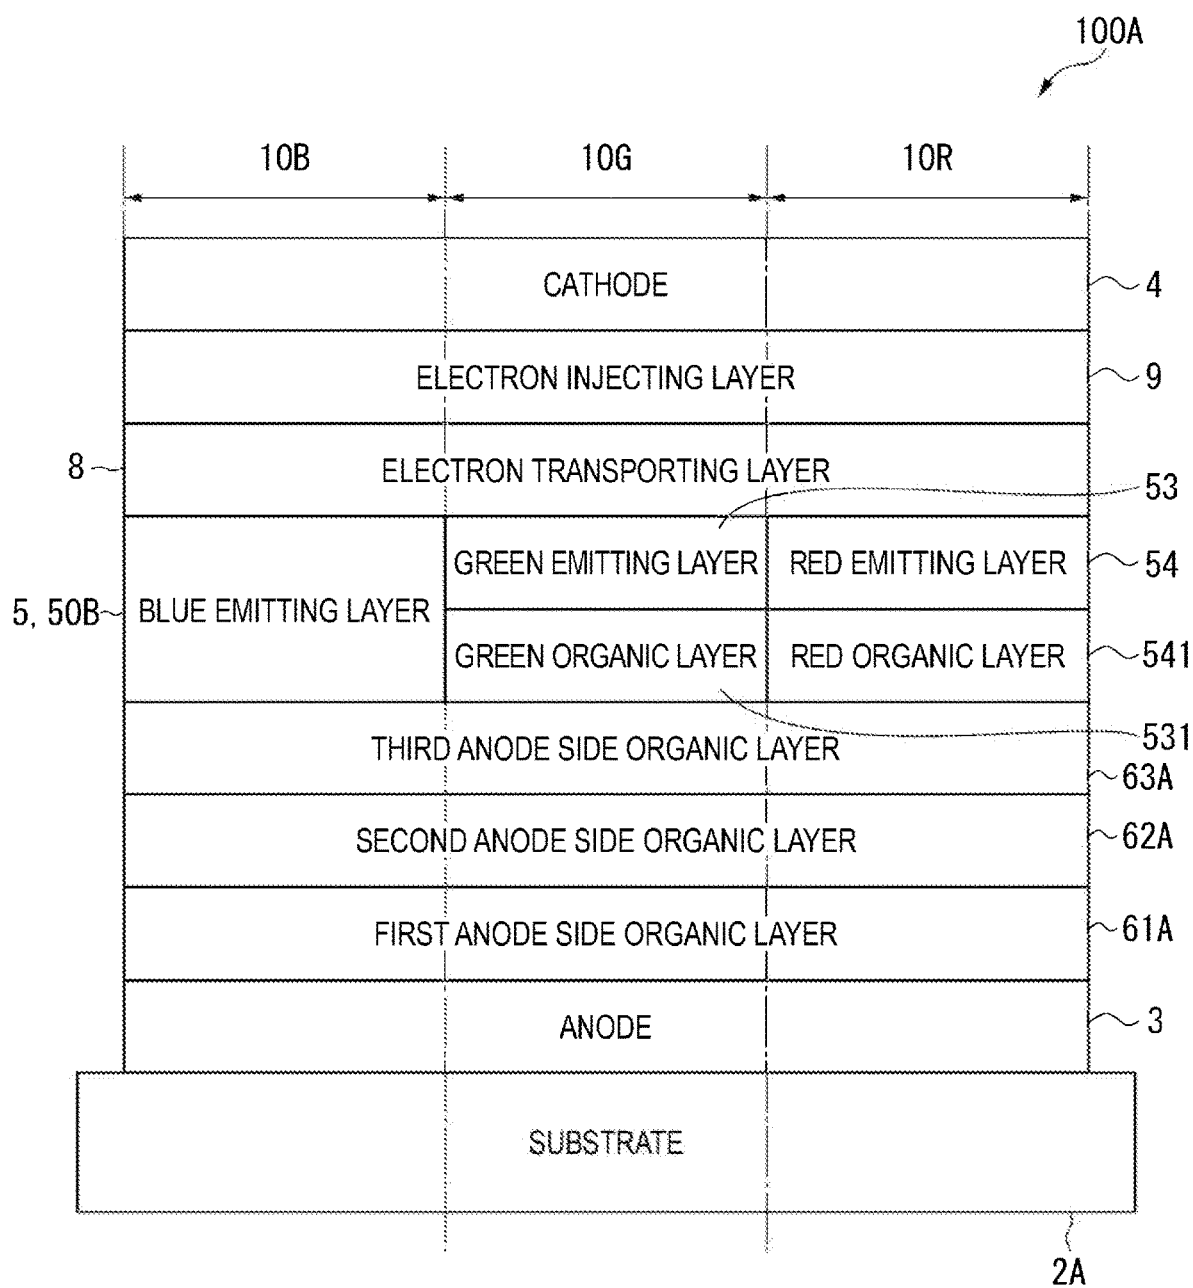 100A
10B 10G 10R
CATHODE 4
ELECTRON INJECTING LAYER 9
8 ELECTRON TRANSPORTING LAYER
53
GREEN EMITTING LAYER RED EMITTING LAYER 54
5, 50B BLUE EMITTING LAYER
GREEN ORGANIC LAYER RED ORGANIC LAYER 541
531
THIRD ANODE SIDE ORGANIC LAYER
63A
SECOND ANODE SIDE ORGANIC LAYER 62A
FIRST ANODE SIDE ORGANIC LAYER 61A
ANODE 3
SUBSTRATE
2A